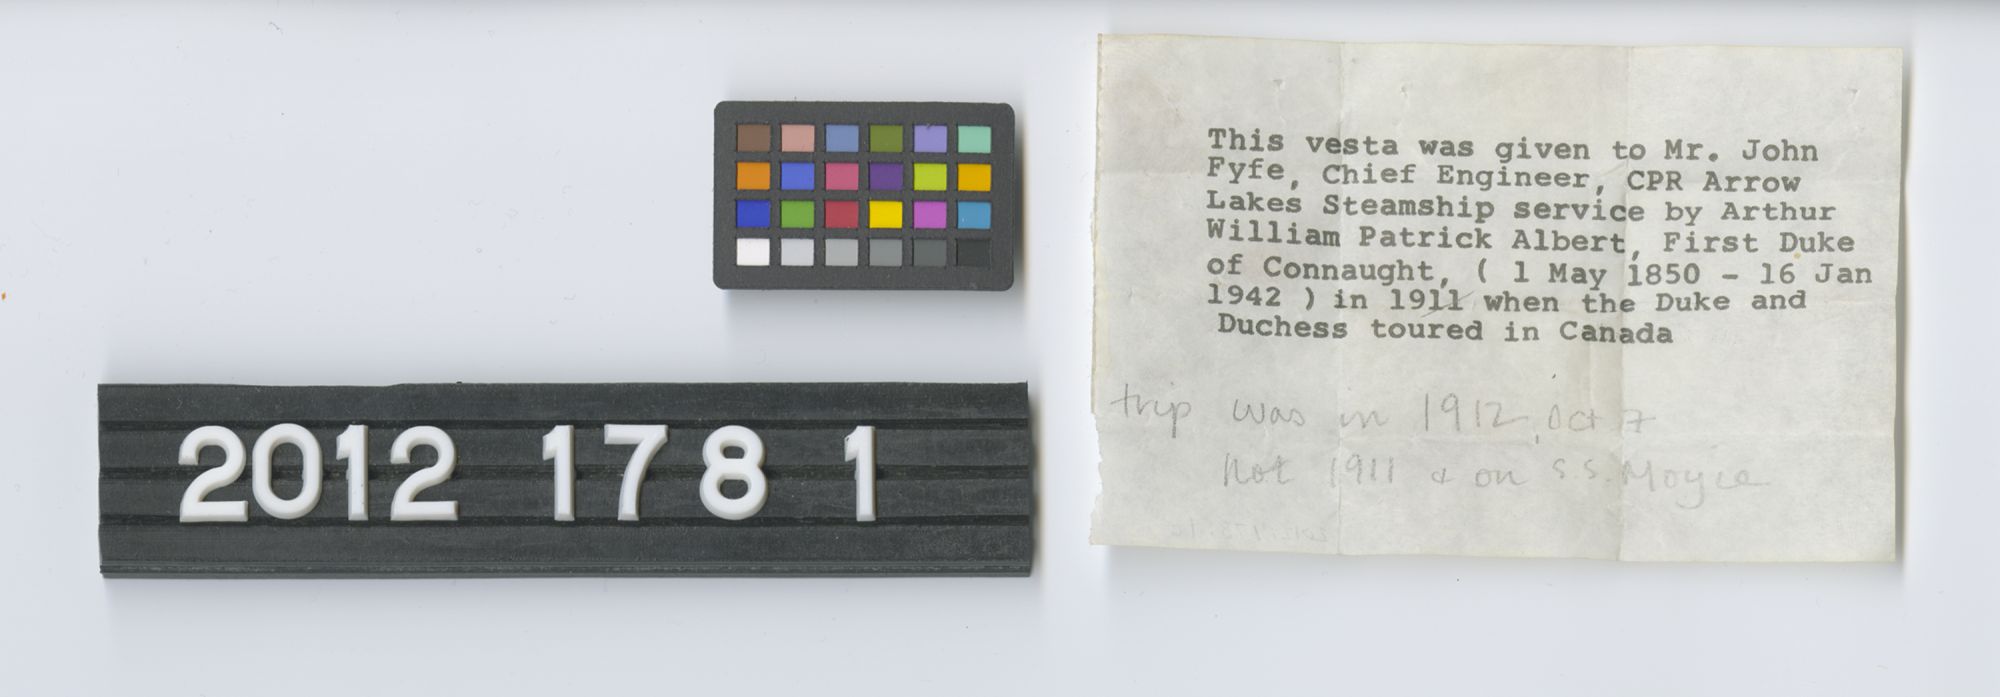 2012 178 1
This vesta was given to Mr. John
Fyfe, Chief Engineer, CPR Arrow
Lakes Steamship service by Arthur
William Patrick Albert, First Duke
of Connaught, ( 1 May 1850 - 16 Jan
1942 ) in 1911 when the Duke and
Duchess toured in Canada
trip was in 1912, Oct 7
Not 1911 & on S.S. Moyie